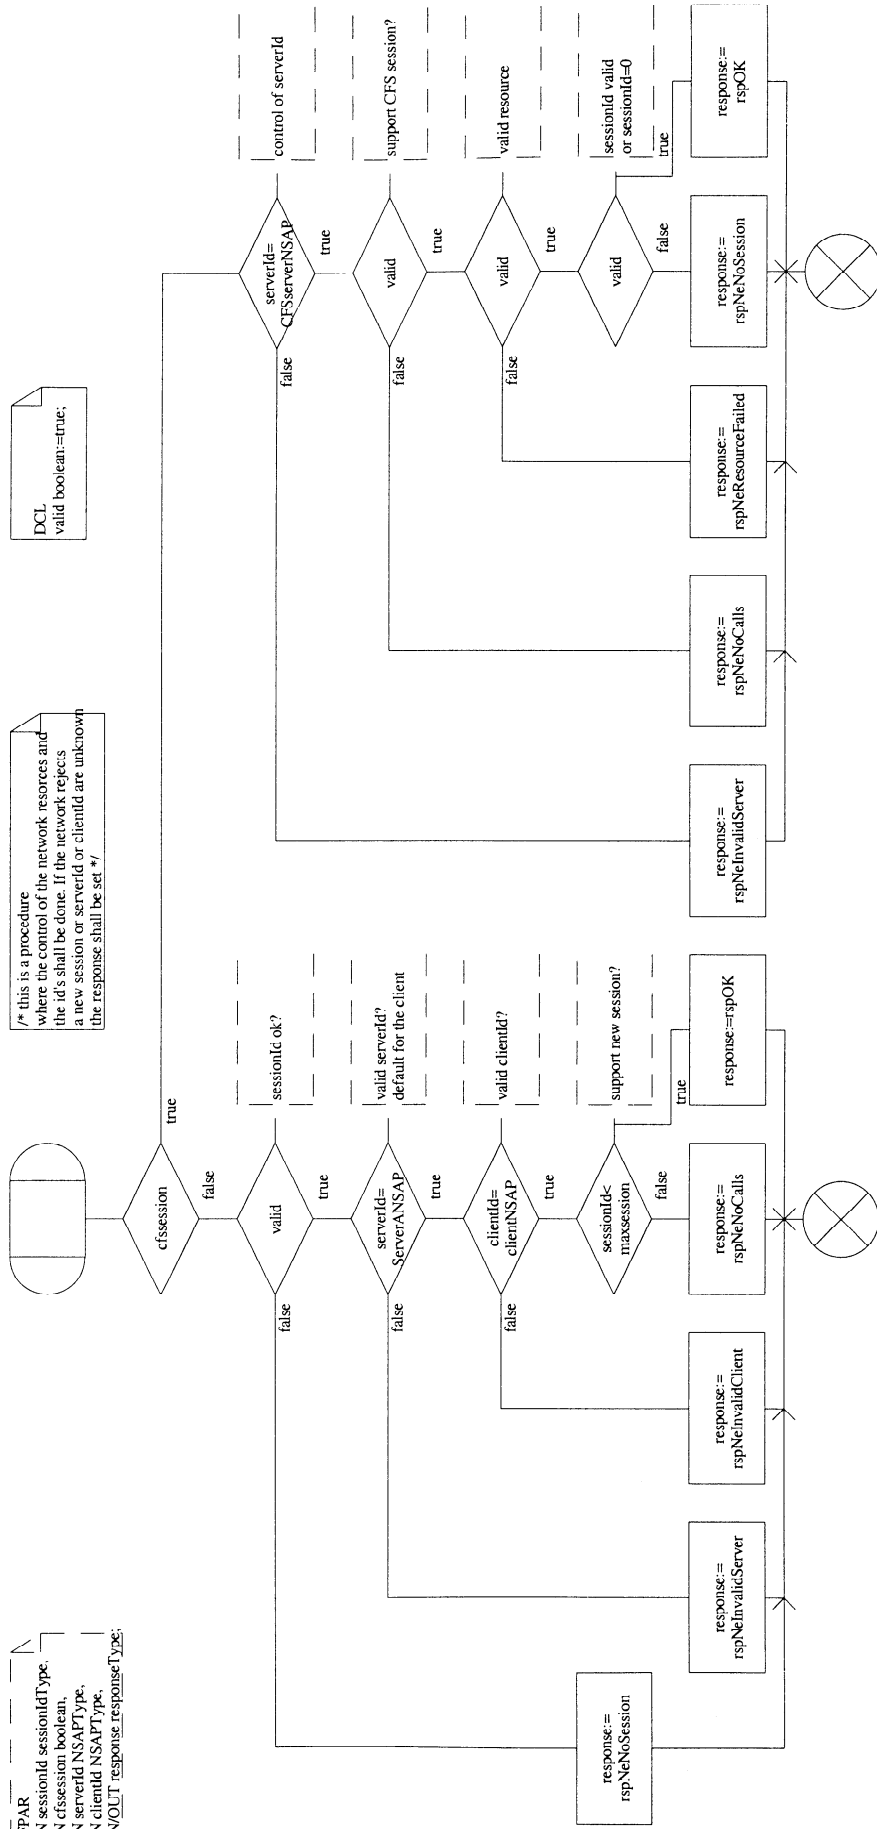 FPAR
N sessionId sessionIdType,
N cfssession boolean,
N serverId NSAPType,
N clientId NSAPType,
N/OUT response responseType;
/* this is a procedure
where the control of the network resorces and
the id's shall be done. If the network rejects
a new session or serverId or clientId are unknown
the response shall be set */
DCL
valid boolean:=true;
cfssession
true
false
valid
sessionId ok?
false
true
serverId=
ServerANSAP
valid serverId?
default for the client
false
true
clientId=
clientNSAP
valid clientId?
false
true
sessionId<
maxsession
support new session?
true
false
response:=
rspNeNoSession
response:=
rspNeInvalidServer
response:=
rspNeInvalidClient
response:=
rspNeNoCalls
response:=rspOK
serverId=
CFSserverNSAP
control of serverId
false
true
valid
support CFS session?
false
true
valid
valid resource
false
true
valid
sessionId valid
or sessionId=0
true
false
response:=
rspNeInvalidServer
response:=
rspNeNoCalls
response:=
rspNeResourceFailed
response:=
rspNeNoSession
response:=
rspOK